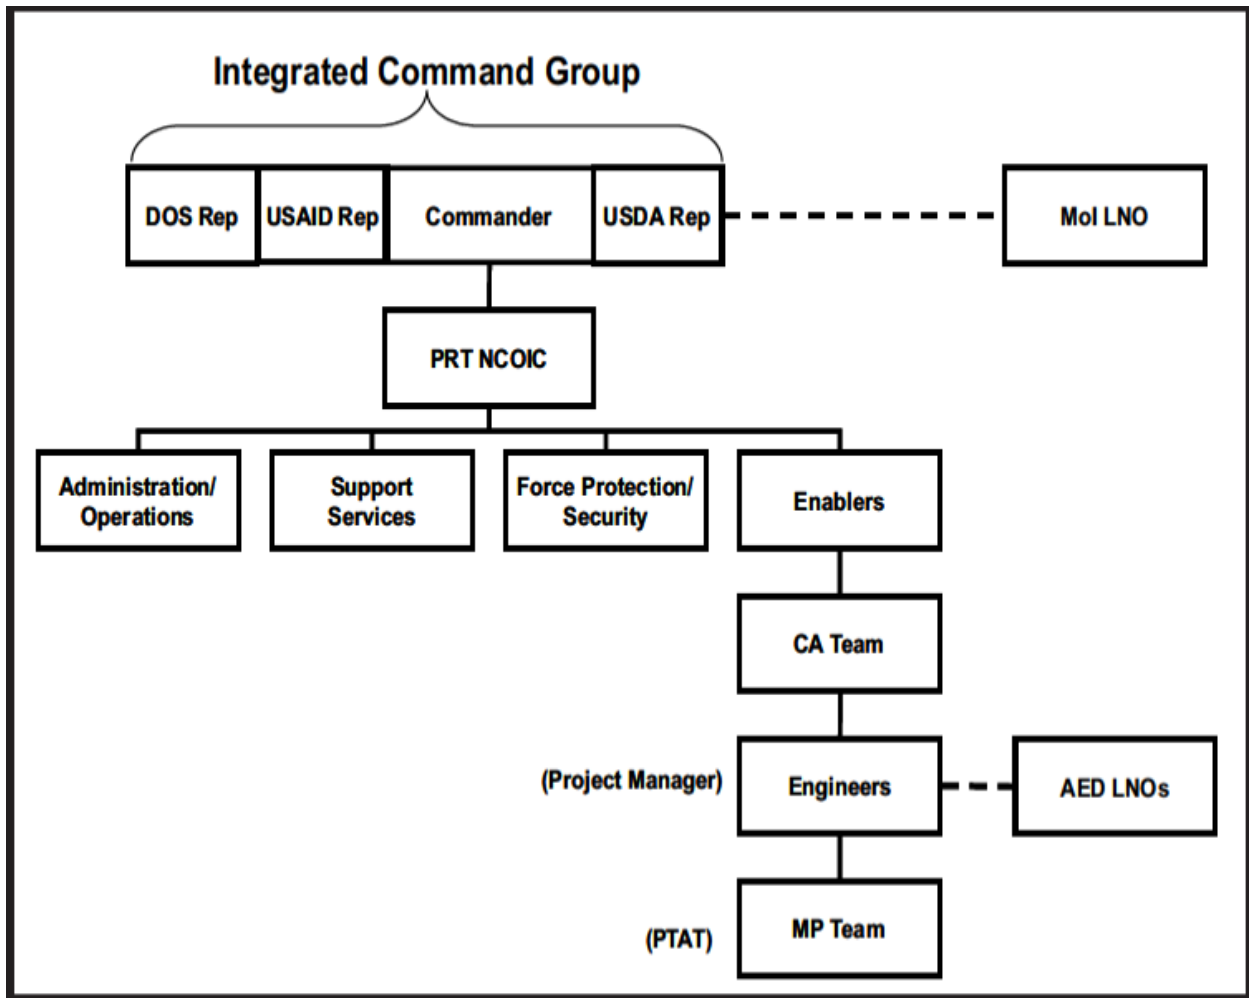 Integrated Command Group
DOS Rep
USAID Rep
Commander
USDA Rep
MoI LNO
PRT NCOIC
Administration/
Operations
Support
Services
Force Protection/
Security
Enablers
CA Team
(Project Manager)
Engineers
AED LNOs
(PTAT)
MP Team